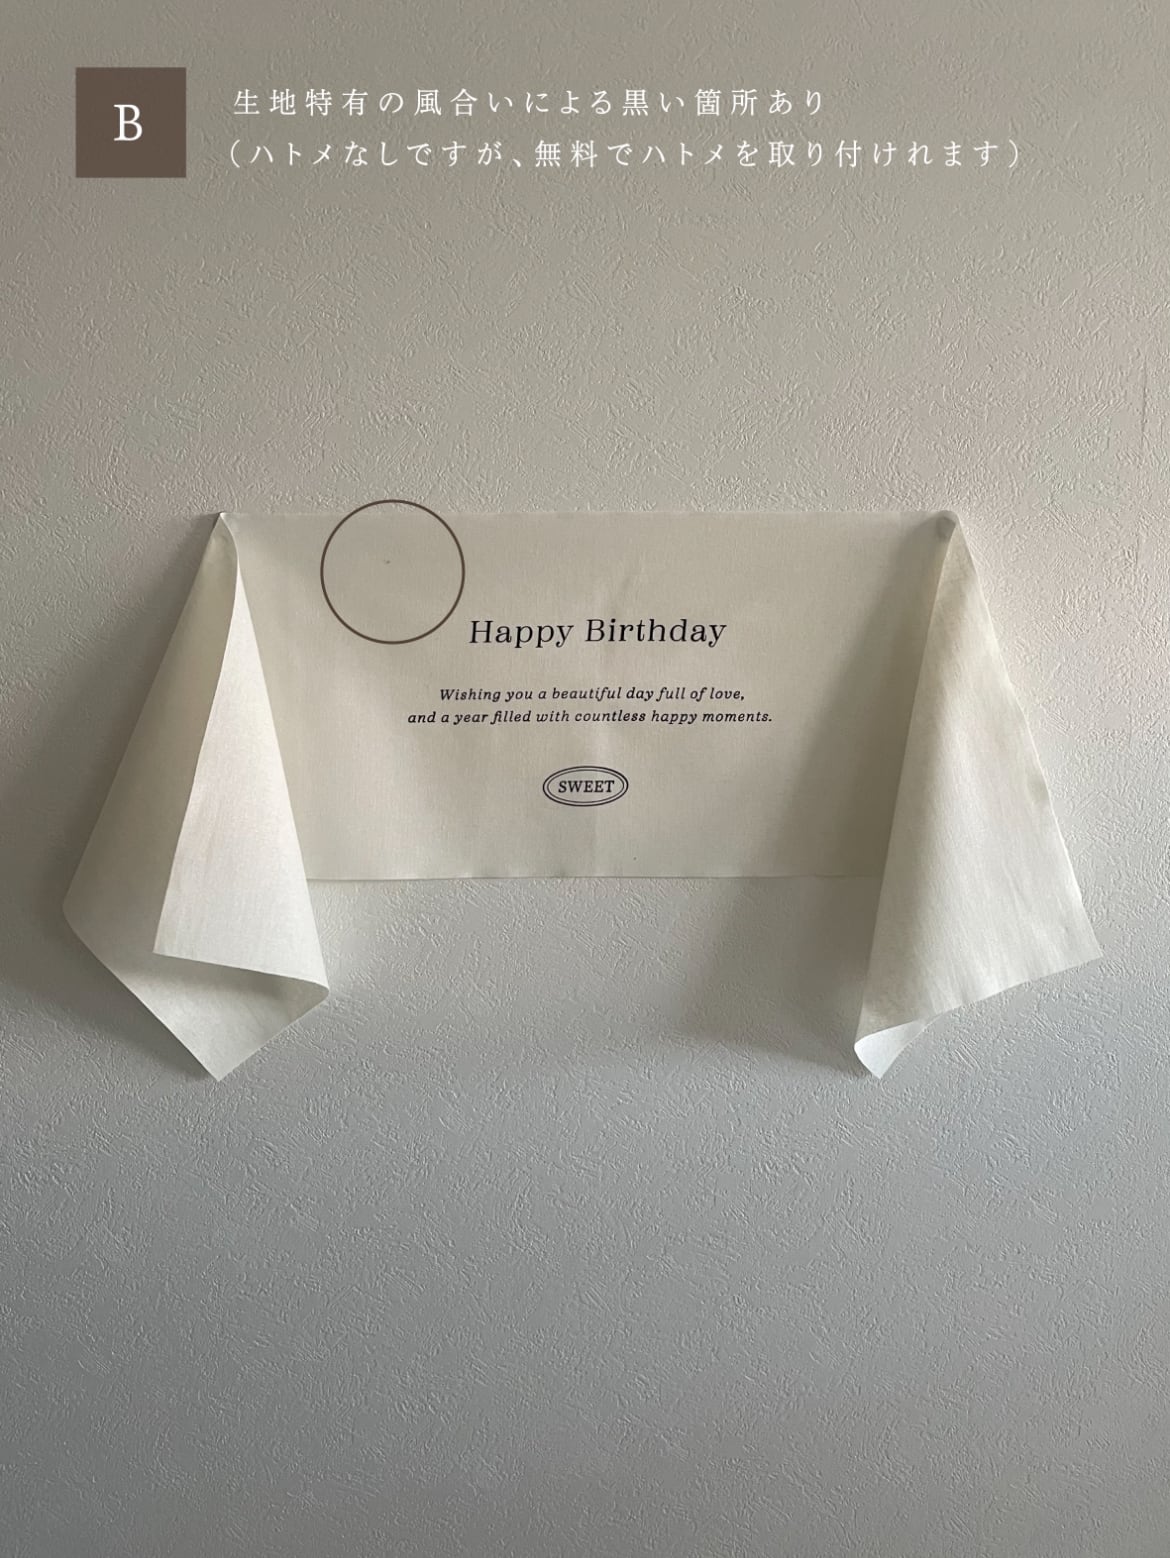 B
生地特有の風合いによる黒い箇所あり
（ハトメなしですが、無料でハトメを取り付けれます）
Happy Birthday
Wishing you a beautiful day full of love,
and a year filled with countless happy moments.
SWEET